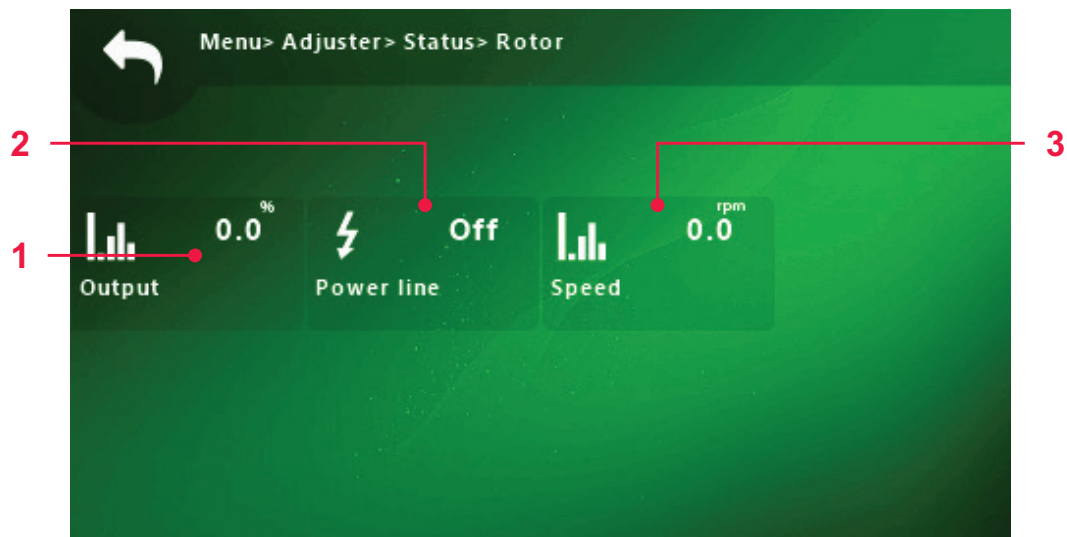 Menu> Adjuster> Status> Rotor
2
3
%
rpm
0.0
Off
0.0
1
Output
Power line
Speed